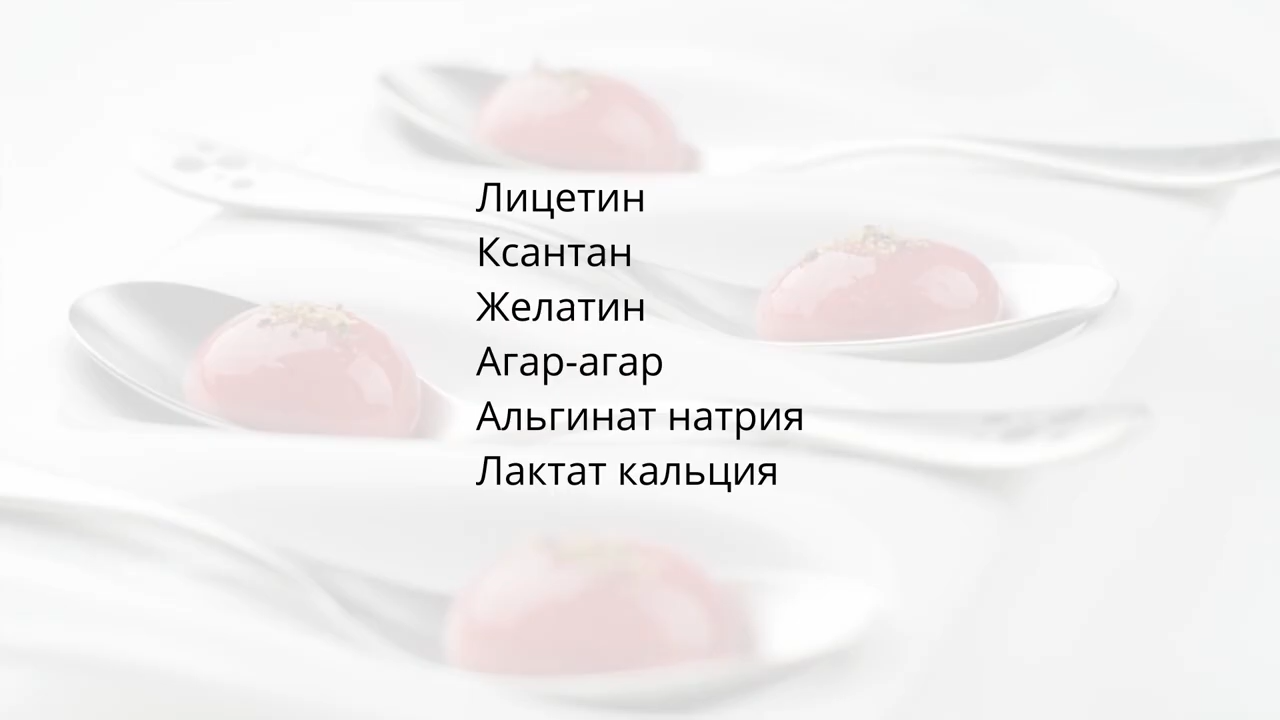 Лицетин
Ксантан
Желатин
Агар-агар
Альгинат натрия
Лактат кальция